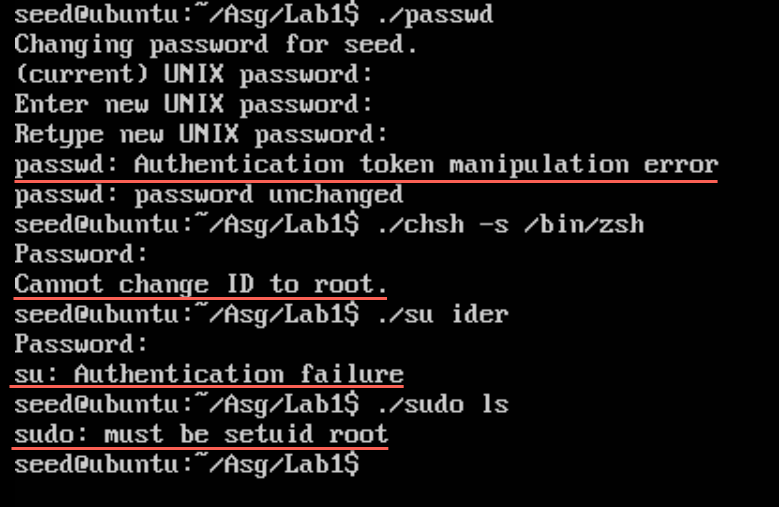 seed@ubuntu:~/Asg/Lab1$ ./passwd
Changing password for seed.
(current) UNIX password:
Enter new UNIX password:
Retype new UNIX password:
passwd: Authentication token manipulation error
passwd: password unchanged
seed@ubuntu:~/Asg/Lab1$ ./chsh -s /bin/zsh
Password:
Cannot change ID to root.
seed@ubuntu:~/Asg/Lab1$ ./su ider
Password:
su: Authentication failure
seed@ubuntu:~/Asg/Lab1$ ./sudo ls
sudo: must be setuid root
seed@ubuntu:~/Asg/Lab1$